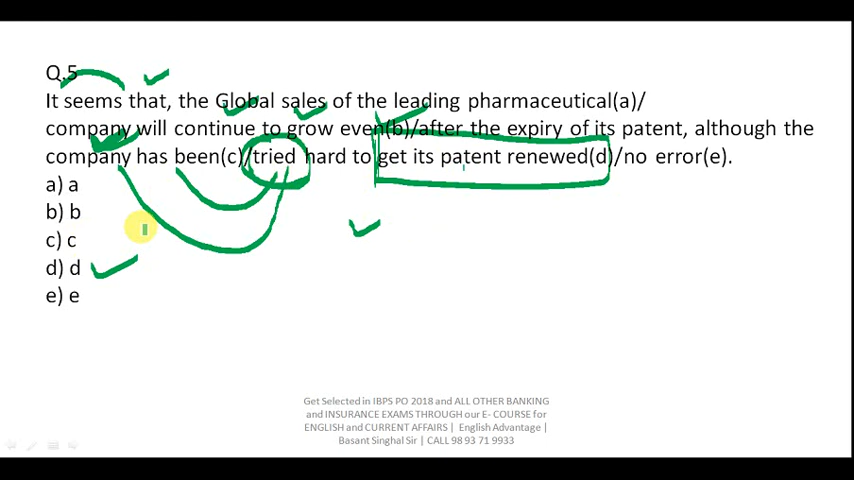 Q.5
It seems that, the Global sales of the leading pharmaceutical(a)/
company will continue to grow even(b)/after the expiry of its patent, although the
company has been(c)/tried hard to get its patent renewed(d)/no error(e).
a) a
b) b
c) c
d) d
e) e
Get Selected in IBPS PO 2018 and ALL OTHER BANKING
and INSURANCE EXAMS THROUGH our E- COURSE for
ENGLISH and CURRENT AFFAIRS | English Advantage |
Basant Singhal Sir | CALL 98 93 71 9933